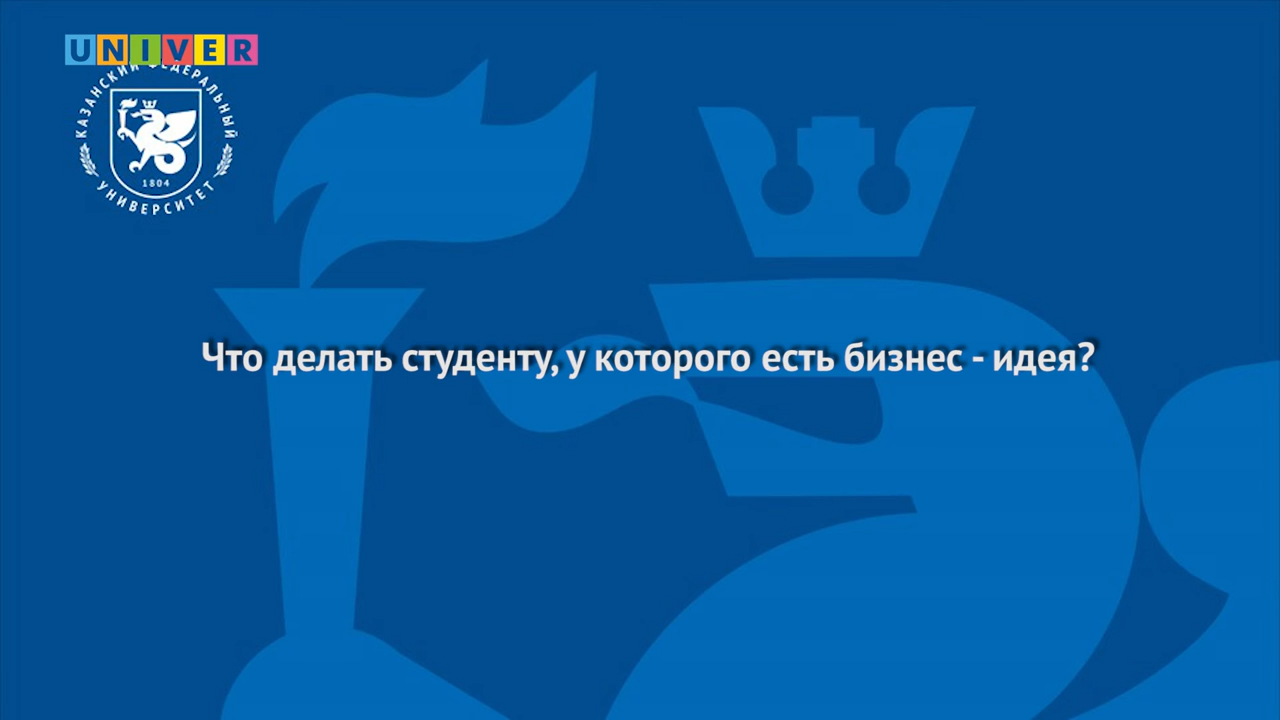 UNIVER
КАЗАНСКИЙ ФЕДЕРАЛЬНЫЙ
1804
УНИВЕРСИТЕТ
Что делать студенту, у которого есть бизнес - идея?